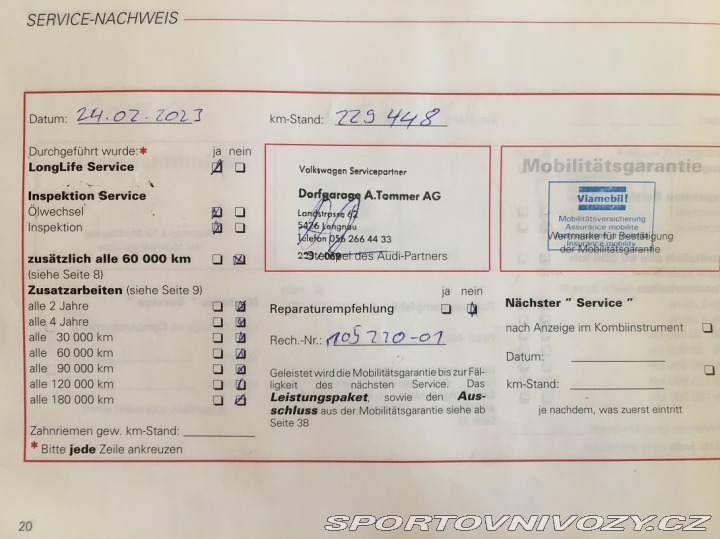 SERVICE-NACHWEIS
Datum: 24.02.2023
km-Stand: 229 448
Durchgeführt wurde:* ja nein
LongLife Service
Inspektion Service
Ölwechsel
Inspektion
zusätzlich alle 60 000 km
(siehe Seite 8)
Zusatzarbeiten (siehe Seite 9)
alle 2 Jahre
alle 4 Jahre
alle 30 000 km
alle 60 000 km
alle 90 000 km
alle 120 000 km
alle 180 000 km
Zahnriemen gew. km-Stand:
* Bitte jede Zeile ankreuzen
Volkswagen Servicepartner
Dorfgarage A.Tommer AG
Landstrasse 62
5426 Lengnau
Telefon 056 266 44 33
Stempel des Audi-Partners
ja nein
Reparaturempfehlung
Rech.-Nr.: 105210-01
Geleistet wird die Mobilitätsgarantie bis zur Fäl-
ligkeit des nächsten Service. Das
Leistungspaket, sowie den Aus-
schluss aus der Mobilitätsgarantie siehe ab
Seite 38
Mobilitätsgarantie
Viamobil!
Mobilitätsversicherung
Assurance mobilité
Insurance mobility
Wertmarke für Bestätigung
der Mobilitätsgarantie
Nächster " Service "
nach Anzeige im Kombiinstrument
Datum:
km-Stand:
je nachdem, was zuerst eintritt
20
SPORTOVNIVOZY.CZ